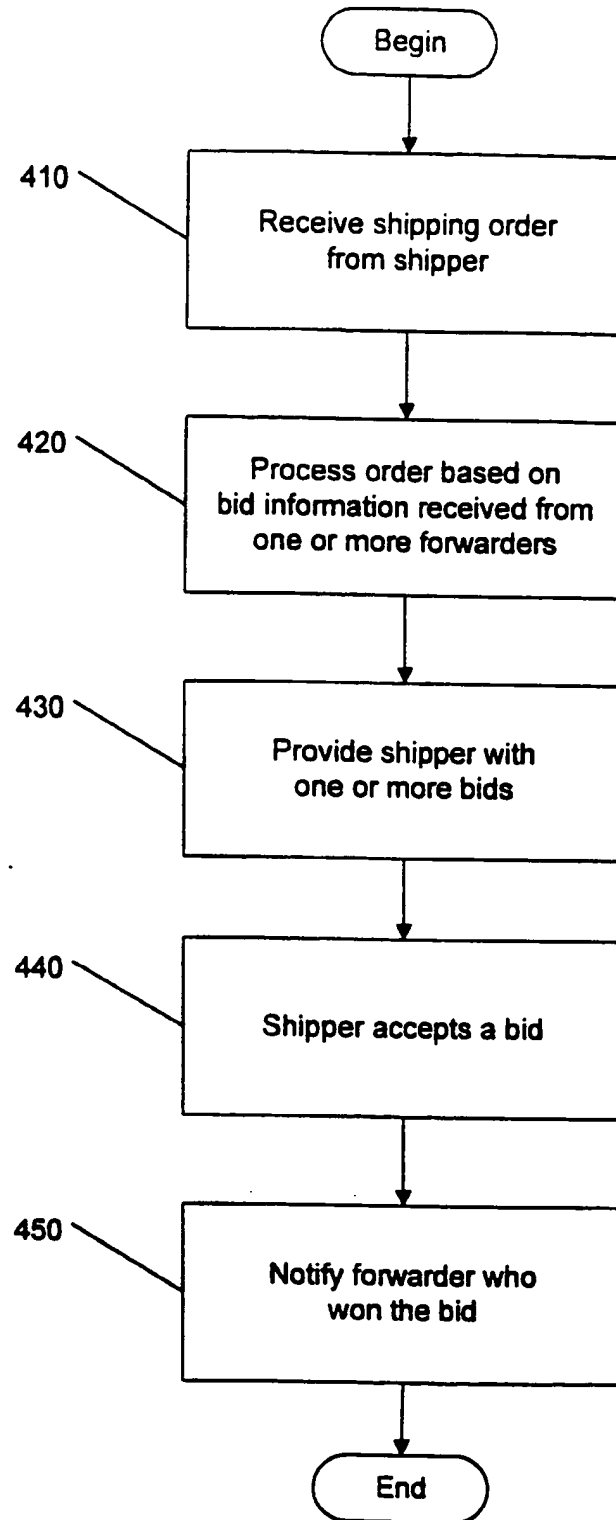 Begin
410
Receive shipping order
from shipper
420
Process order based on
bid information received from
one or more forwarders
430
Provide shipper with
one or more bids
440
Shipper accepts a bid
450
Notify forwarder who
won the bid
End